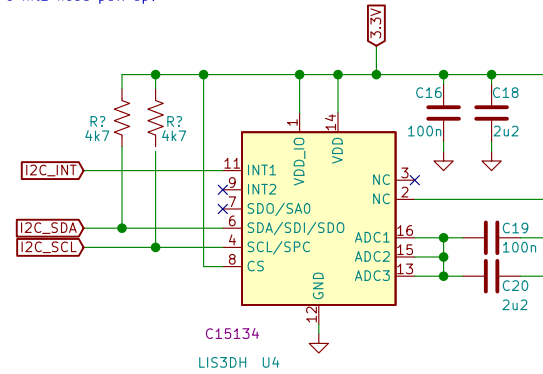 3.3V
C16
100n
C18
2u2
R?
4k7
R?
4k7
1
VDD_IO
14
VDD
I2C_INT
11
INT1
9
INT2
7
SDO/SA0
I2C_SDA
6
SDA/SDI/SDO
I2C_SCL
4
SCL/SPC
8
CS
NC
3
NC
2
ADC1
16
ADC2
15
ADC3
13
C19
100n
C20
2u2
GND
12
C15134
LIS3DH U4